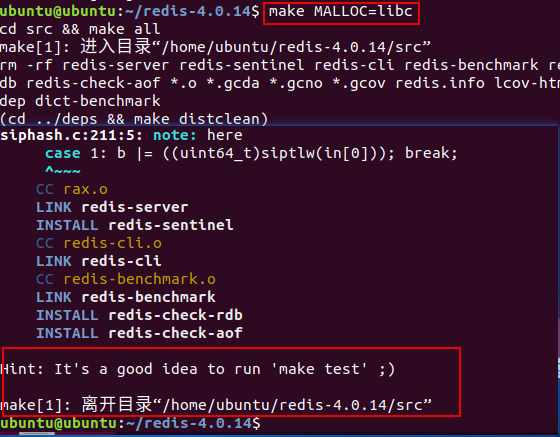 ubuntu@ubuntu:~/redis-4.0.14$ make MALLOC=libc
cd src && make all
make[1]: 进入目录“/home/ubuntu/redis-4.0.14/src”
rm -rf redis-server redis-sentinel redis-cli redis-benchmark re
db redis-check-aof *.o *.gcda *.gcno *.gcov redis.info lcov-htm
dep dict-benchmark
(cd ../deps && make distclean)
siphash.c:211:5: note: here
case 1: b |= ((uint64_t)siptlw(in[0])); break;
^~~~
CC rax.o
LINK redis-server
INSTALL redis-sentinel
CC redis-cli.o
LINK redis-cli
CC redis-benchmark.o
LINK redis-benchmark
INSTALL redis-check-rdb
INSTALL redis-check-aof
Hint: It's a good idea to run 'make test' ;)
make[1]: 离开目录“/home/ubuntu/redis-4.0.14/src”
ubuntu@ubuntu:~/redis-4.0.14$